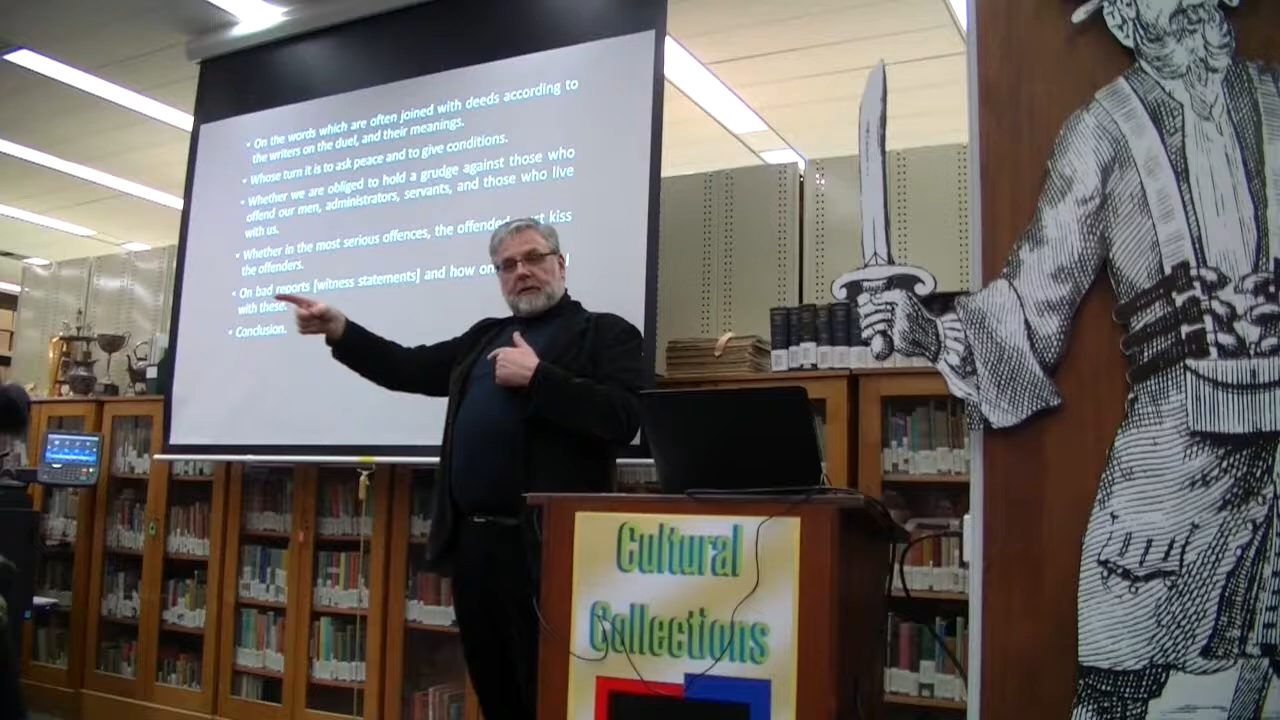 • On the words which are often joined with deeds according to
the writers on the duel, and their meanings.
• Whose turn it is to ask peace and to give conditions.
• Whether we are obliged to hold a grudge against those who
offend our men, administrators, servants, and those who live
with us.
• Whether in the most serious offences, the offended kiss
the offenders.
• On bad reports [witness statements] and how
with these.
• Conclusion.
Cultural
Collections